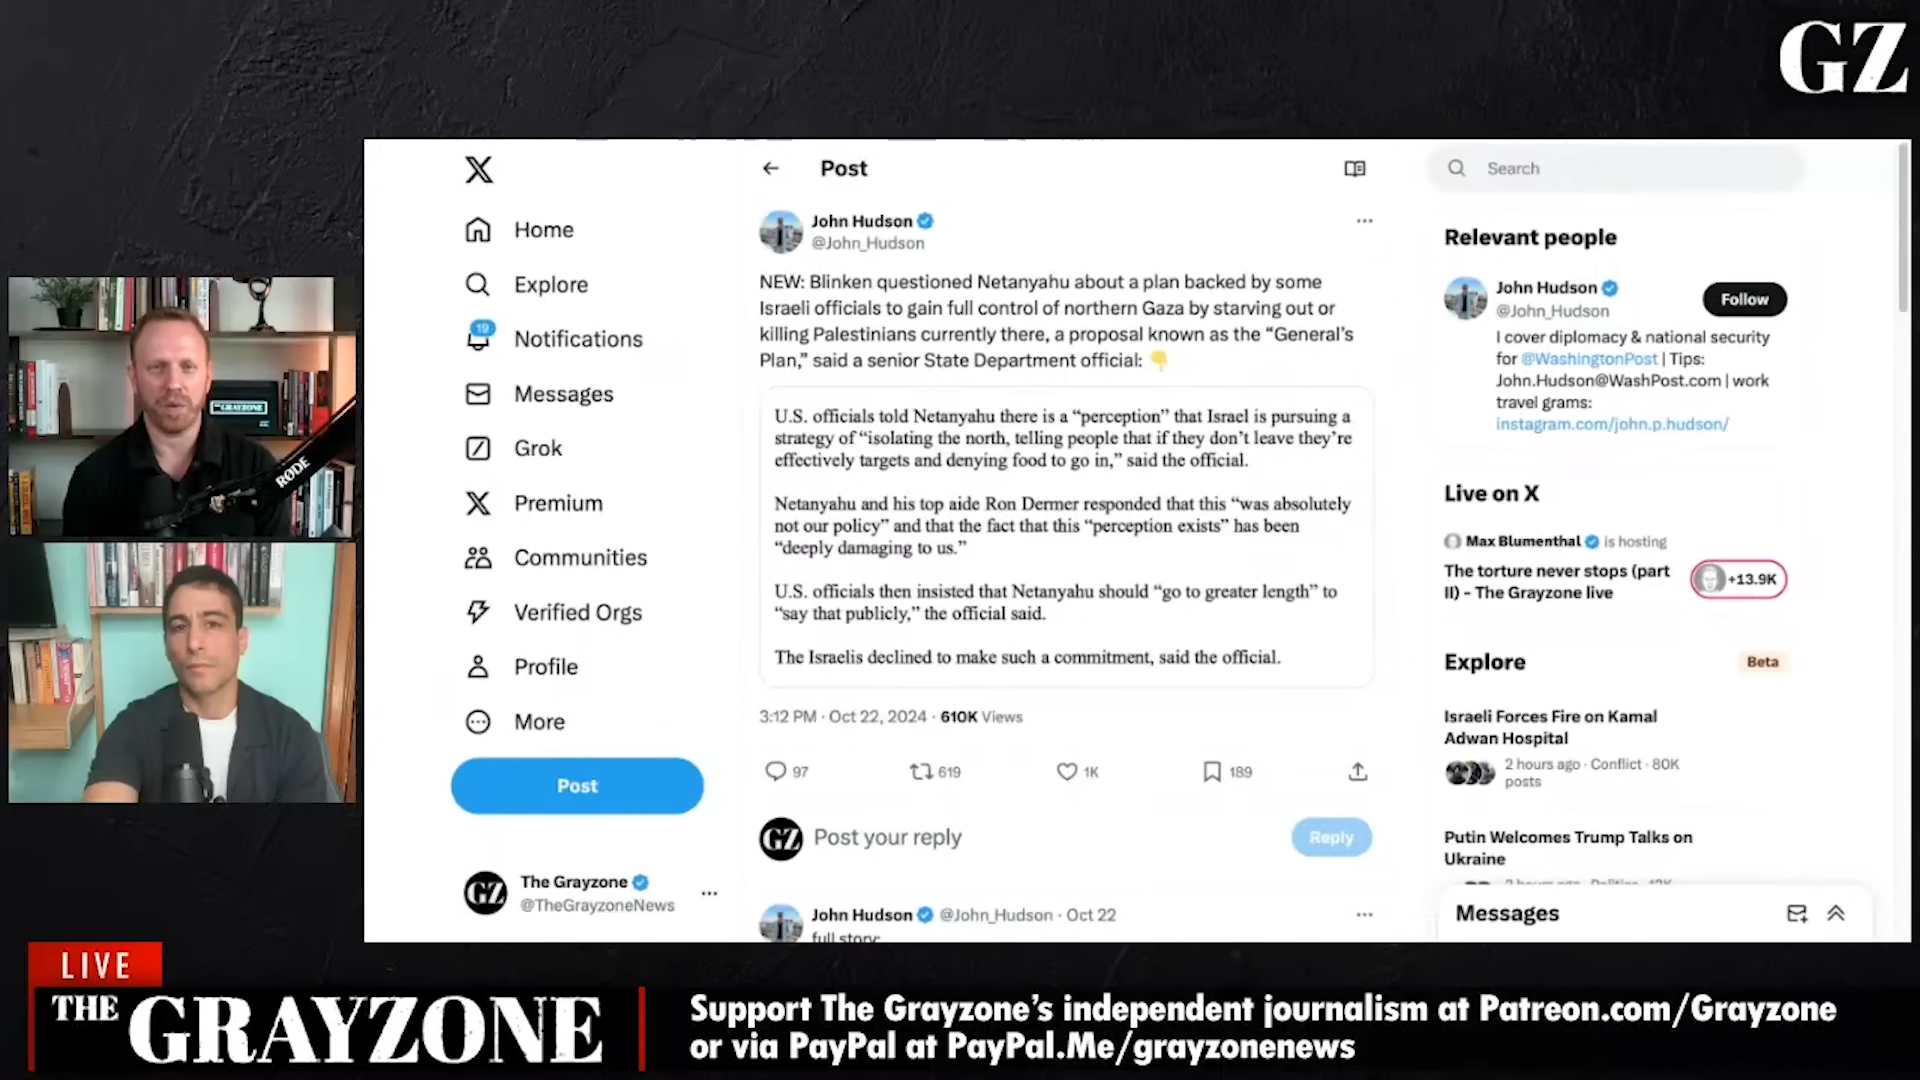 GZ
Post
Search
Home
Explore
19
Notifications
Messages
Grok
Premium
Communities
Verified Orgs
Profile
More
Post
The Grayzone
@TheGrayzoneNews
John Hudson
@John_Hudson
NEW: Blinken questioned Netanyahu about a plan backed by some
Israeli officials to gain full control of northern Gaza by starving out or
killing Palestinians currently there, a proposal known as the “General’s
Plan,” said a senior State Department official:
U.S. officials told Netanyahu there is a “perception” that Israel is pursuing a
strategy of “isolating the north, telling people that if they don’t leave they’re
effectively targets and denying food to go in,” said the official.
Netanyahu and his top aide Ron Dermer responded that this “was absolutely
not our policy” and that the fact that this “perception exists” has been
“deeply damaging to us.”
U.S. officials then insisted that Netanyahu should “go to greater length” to
“say that publicly,” the official said.
The Israelis declined to make such a commitment, said the official.
3:12 PM · Oct 22, 2024 · 610K Views
97
619
1K
189
GZ
Post your reply
Reply
John Hudson @John_Hudson · Oct 22
full story:
Relevant people
John Hudson
@John_Hudson
Follow
I cover diplomacy & national security
for @WashingtonPost | Tips:
John.Hudson@WashPost.com | work
travel grams:
instagram.com/john.p.hudson/
Live on X
Max Blumenthal is hosting
The torture never stops (part
II) - The Grayzone live
+13.9K
Explore
Beta
Israeli Forces Fire on Kamal
Adwan Hospital
2 hours ago · Conflict · 80K
posts
Putin Welcomes Trump Talks on
Ukraine
Messages
GZ
RØDE
GRAYZONE
LIVE
THE GRAYZONE
Support The Grayzone’s independent journalism at Patreon.com/Grayzone
or via PayPal at PayPal.Me/grayzonenews